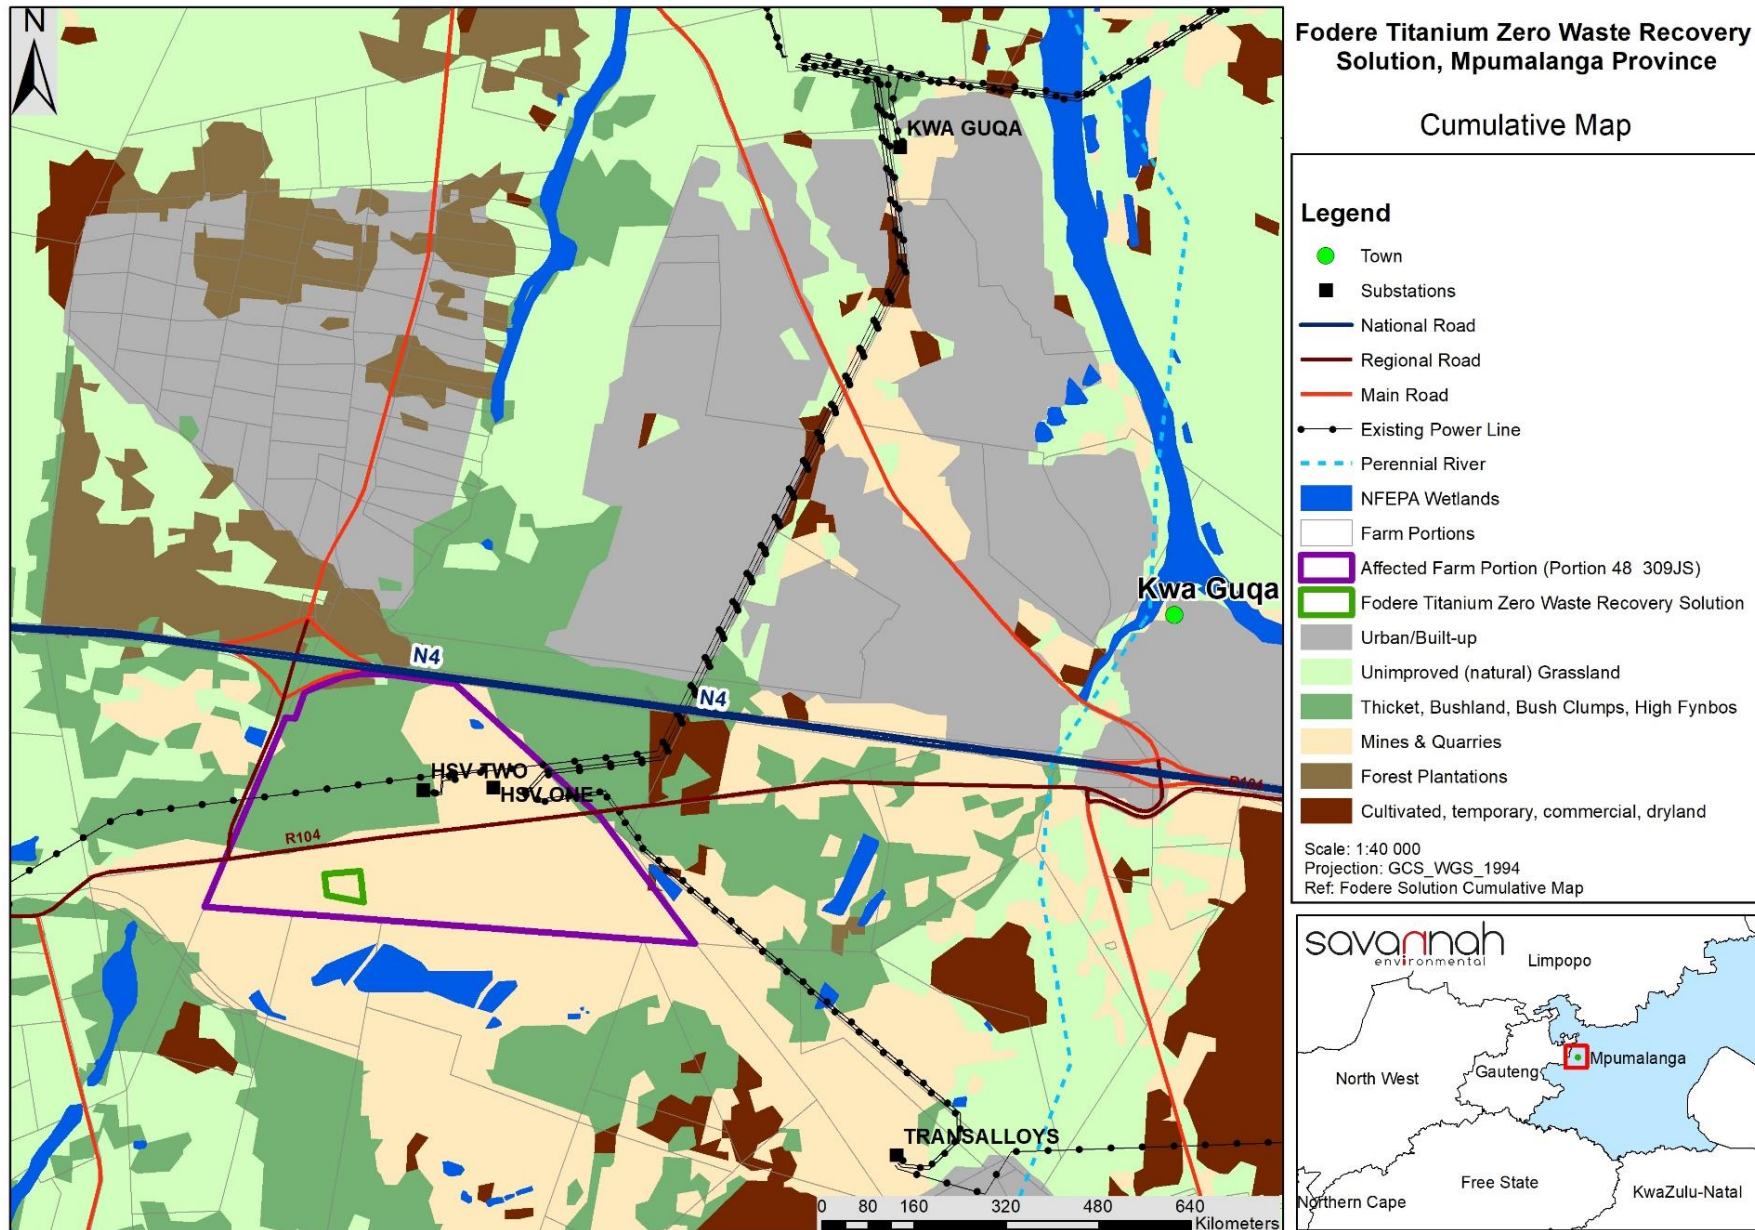 N
KWA GUQA
Kwa Guqa
N4
N4
HSV TWO
HSV ONE
R104
R104
TRANSALLOYS
0 80 160 320 480 640
Kilometers
Fodere Titanium Zero Waste Recovery
Solution, Mpumalanga Province
Cumulative Map
Legend
Town
Substations
National Road
Regional Road
Main Road
Existing Power Line
Perennial River
NFEPA Wetlands
Farm Portions
Affected Farm Portion (Portion 48 309JS)
Fodere Titanium Zero Waste Recovery Solution
Urban/Built-up
Unimproved (natural) Grassland
Thicket, Bushland, Bush Clumps, High Fynbos
Mines & Quarries
Forest Plantations
Cultivated, temporary, commercial, dryland
Scale: 1:40 000
Projection: GCS_WGS_1994
Ref: Fodere Solution Cumulative Map
savannah
environmental
Limpopo
Mpumalanga
Gauteng
North West
Free State
KwaZulu-Natal
Northern Cape